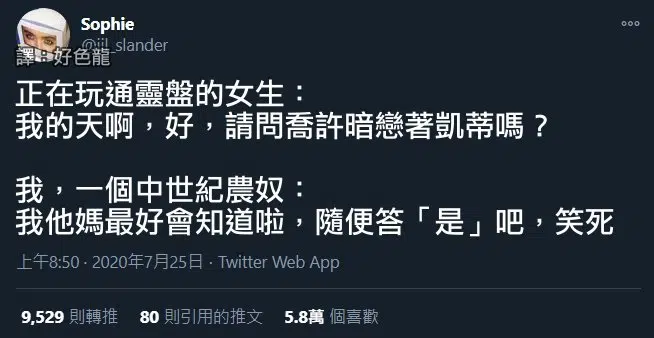 Sophie
@jil_slander
譯：好色龍
正在玩通靈盤的女生：
我的天啊，好，請問喬許暗戀著凱蒂嗎？
我，一個中世紀農奴：
我他媽最好會知道啦，隨便答「是」吧，笑死
上午8:50 · 2020年7月25日 · Twitter Web App
9,529 則轉推 80 則引用的推文 5.8萬 個喜歡